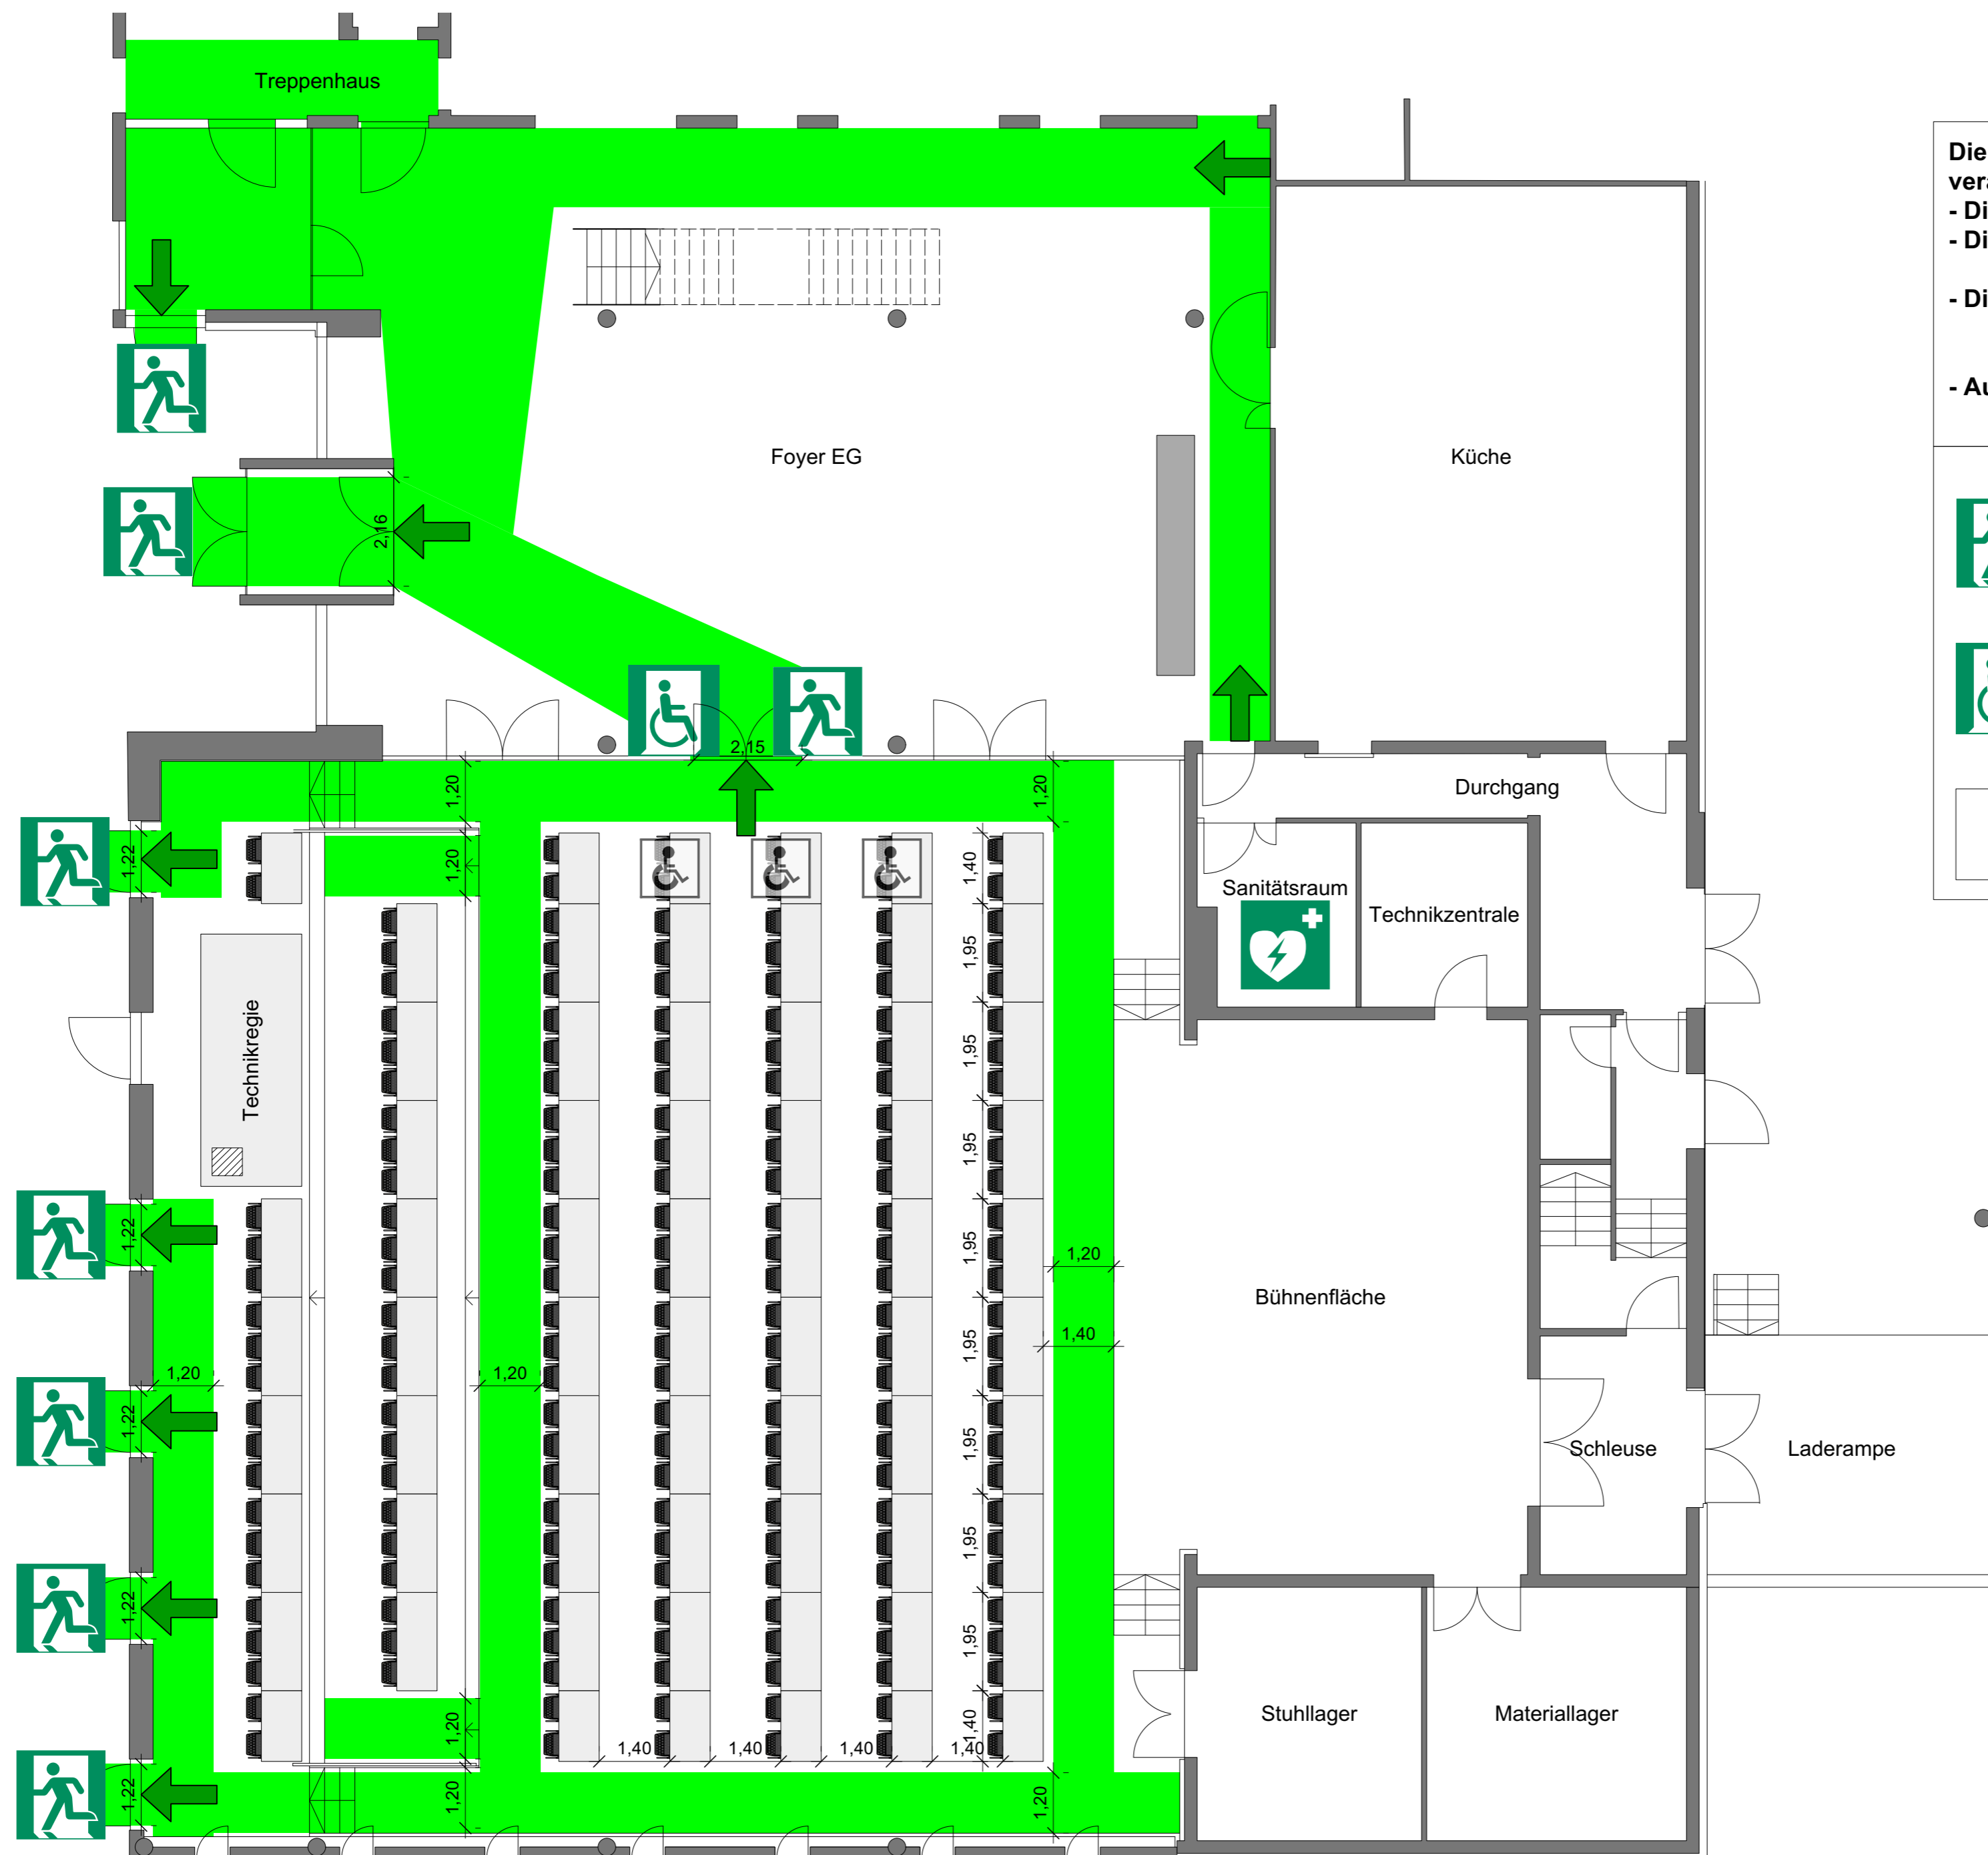 Treppenhaus
Die
- Di
- Di
- Di
- Au
Foyer EG
Küche
2,16
2,15
1,20
1,20
Durchgang
1,22
1,20
1,40
Sanitätsraum
Technikzentrale
1,95
Technikregie
1,95
1,95
1,22
1,95
1,20
Bühnenfläche
1,95
1,40
1,20
1,20
1,22
1,95
Schleuse
Laderampe
1,95
1,22
1,95
Stuhllager
Materiallager
1,20
1,40
1,40
1,40
1,40
1,40
1,22
1,20
1,20